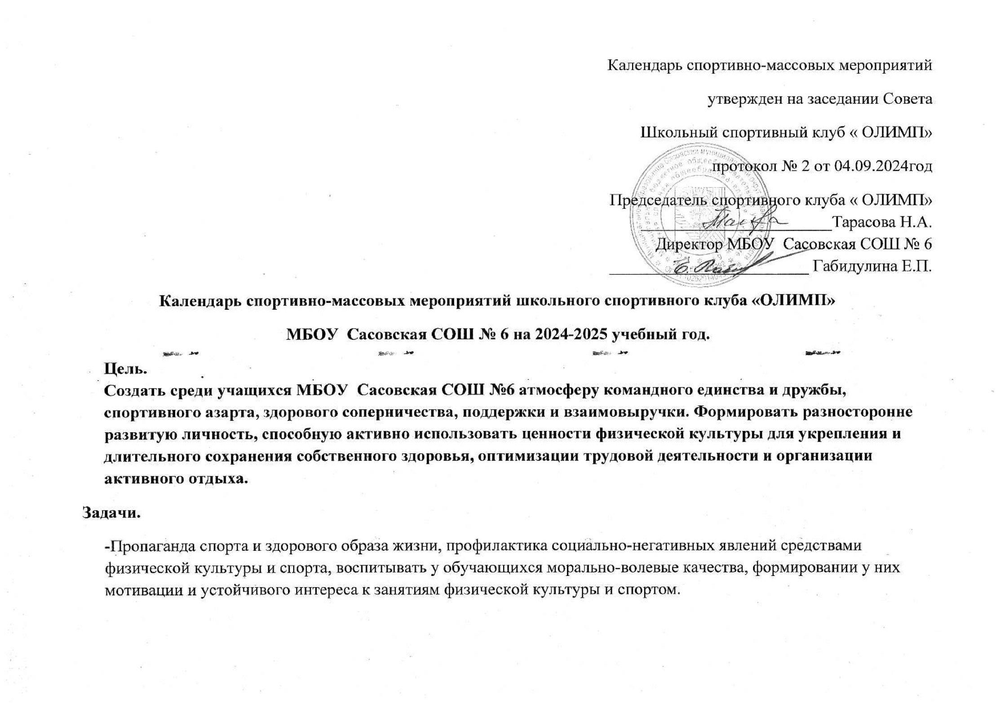 Календарь спортивно-массовых мероприятий
утвержден на заседании Совета
Школьный спортивный клуб « ОЛИМП»
протокол № 2 от 04.09.2024год
Председатель спортивного клуба « ОЛИМП»
Тарасова Н.А.
Директор МБОУ  Сасовская СОШ № 6
Габидулина Е.П.
Календарь спортивно-массовых мероприятий школьного спортивного клуба «ОЛИМП»
МБОУ  Сасовская СОШ № 6 на 2024-2025 учебный год.
Цель.
Создать среди учащихся МБОУ  Сасовская СОШ №6 атмосферу командного единства и дружбы,
спортивного азарта, здорового соперничества, поддержки и взаимовыручки. Формировать разносторонне
развитую личность, способную активно использовать ценности физической культуры для укрепления и
длительного сохранения собственного здоровья, оптимизации трудовой деятельности и организации
активного отдыха.
Задачи.
-Пропаганда спорта и здорового образа жизни, профилактика социально-негативных явлений средствами
физической культуры и спорта, воспитывать у обучающихся морально-волевые качества, формировании у них
мотивации и устойчивого интереса к занятиям физической культуры и спортом.